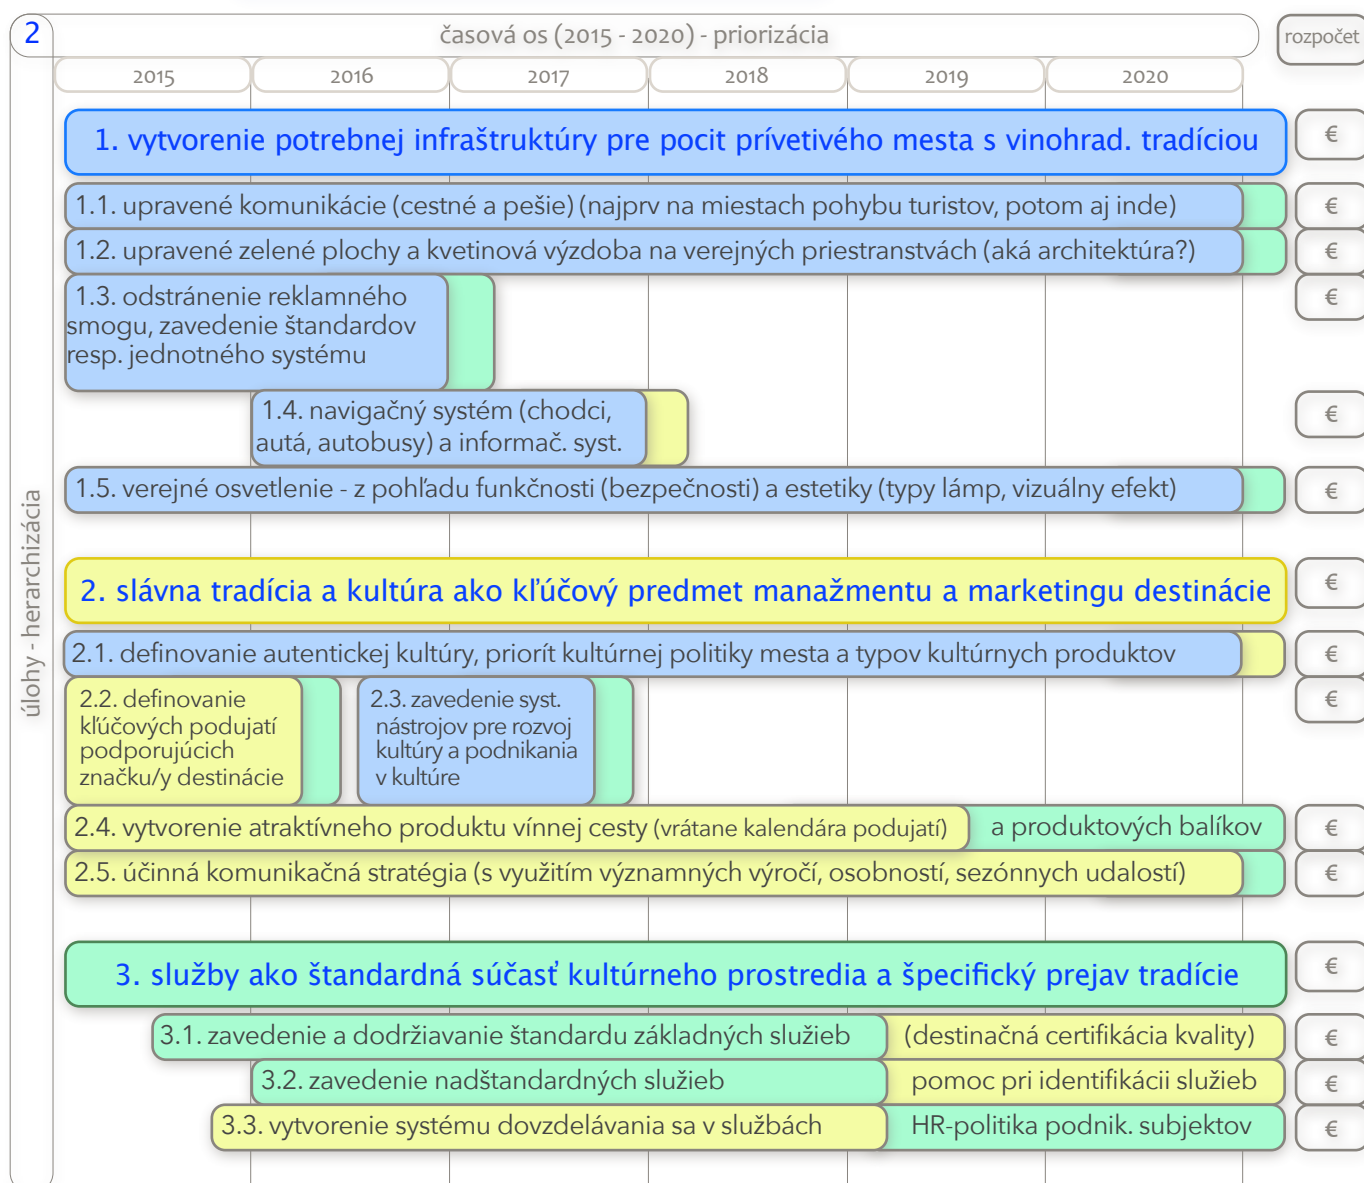 2
časová os (2015 - 2020) - priorizácia
rozpočet
2015 2016 2017 2018 2019 2020
úlohy - herarchizácia
1. vytvorenie potrebnej infraštruktúry pre pocit prívetivého mesta s vinohrad. tradíciou
€
1.1. upravené komunikácie (cestné a pešie) (najprv na miestach pohybu turistov, potom aj inde)
€
1.2. upravené zelené plochy a kvetinová výzdoba na verejných priestranstvách (aká architektúra?)
€
1.3. odstránenie reklamného
smogu, zavedenie štandardov
resp. jednotného systému
€
1.4. navigačný systém (chodci,
autá, autobusy) a informač. syst.
€
1.5. verejné osvetlenie - z pohľadu funkčnosti (bezpečnosti) a estetiky (typy lámp, vizuálny efekt)
€
2. slávna tradícia a kultúra ako kľúčový predmet manažmentu a marketingu destinácie
€
2.1. definovanie autentickej kultúry, priorít kultúrnej politiky mesta a typov kultúrnych produktov
€
2.2. definovanie
kľúčových podujatí
podporujúcich
značku/y destinácie
2.3. zavedenie syst.
nástrojov pre rozvoj
kultúry a podnikania
v kultúre
€
2.4. vytvorenie atraktívneho produktu vínnej cesty (vrátane kalendára podujatí) a produktových balíkov
€
2.5. účinná komunikačná stratégia (s využitím významných výročí, osobností, sezónnych udalostí)
€
3. služby ako štandardná súčasť kultúrneho prostredia a špecifický prejav tradície
€
3.1. zavedenie a dodržiavanie štandardu základných služieb (destinačná certifikácia kvality)
€
3.2. zavedenie nadštandardných služieb pomoc pri identifikácii služieb
€
3.3. vytvorenie systému dovzdelávania sa v službách HR-politika podnik. subjektov
€